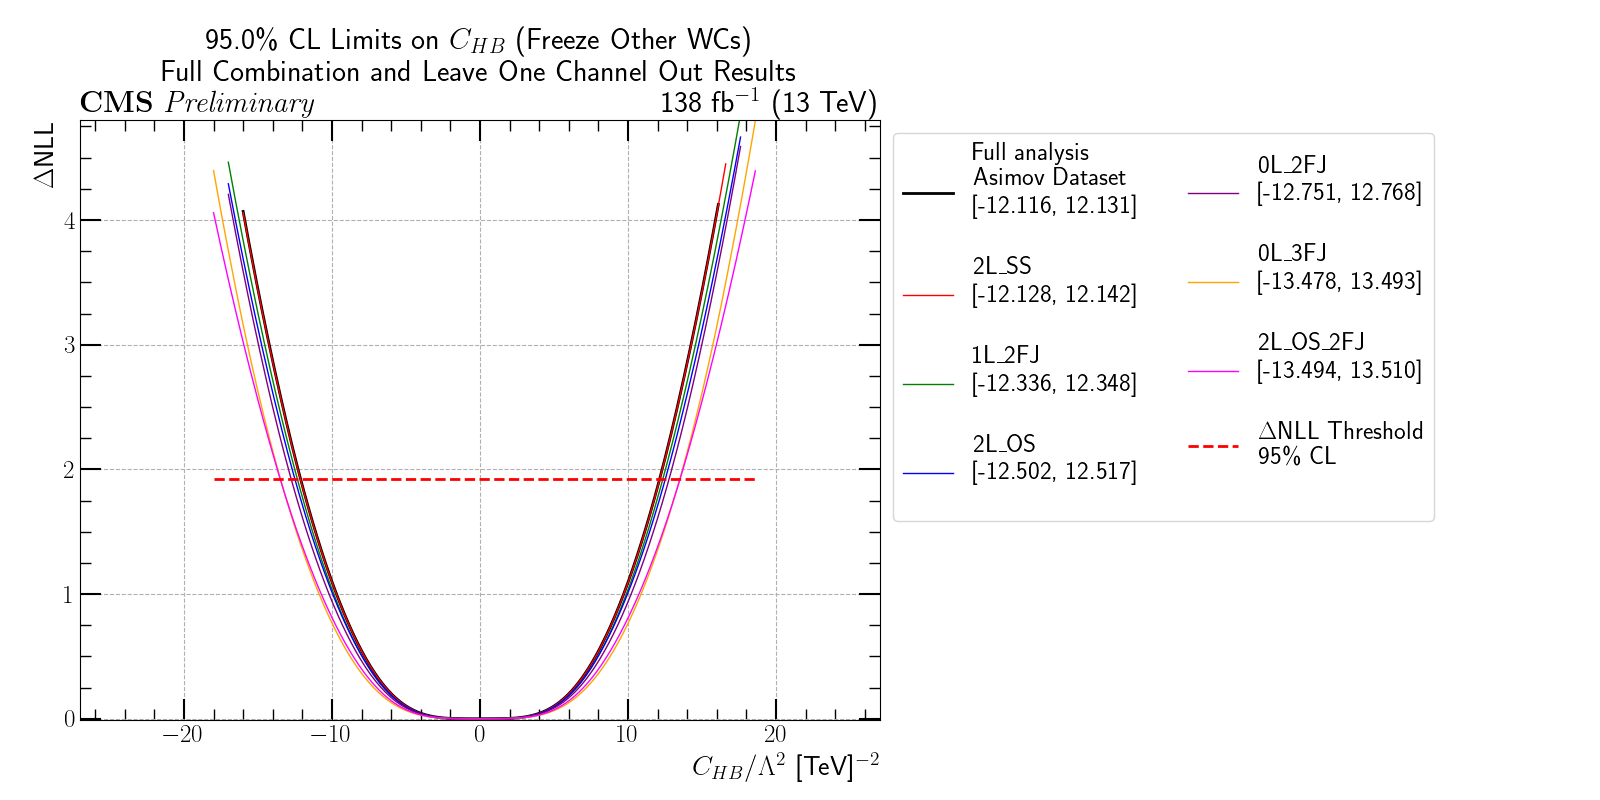 95.0% CL Limits on C_HB (Freeze Other WCs)
Full Combination and Leave One Channel Out Results
CMS Preliminary
138 fb⁻¹ (13 TeV)
ΔNLL
4
3
2
1
0
−20
−10
0
10
20
C_HB/Λ² [TeV]⁻²
Full analysis
Asimov Dataset
[-12.116, 12.131]
2L_SS
[-12.128, 12.142]
1L_2FJ
[-12.336, 12.348]
2L_OS
[-12.502, 12.517]
0L_2FJ
[-12.751, 12.768]
0L_3FJ
[-13.478, 13.493]
2L_OS_2FJ
[-13.494, 13.510]
ΔNLL Threshold
95% CL